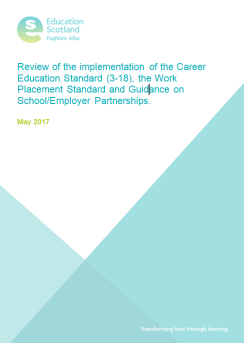 Education
Scotland
Foghlam Alba
Review of the implementation of the Career
Education Standard (3-18), the Work
Placement Standard and Guidance on
School/Employer Partnerships.
May 2017
Transforming lives through learning